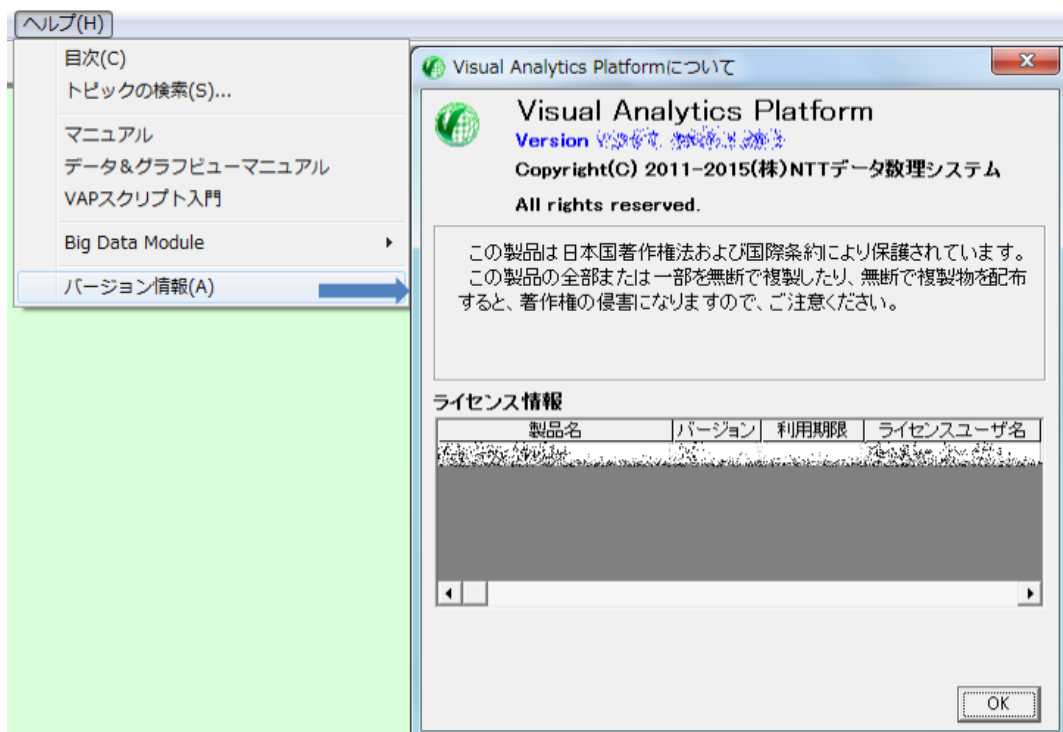 ヘルプ(H)
目次(C)
トピックの検索(S)...
マニュアル
データ&グラフビューマニュアル
VAPスクリプト入門
Big Data Module
バージョン情報(A)
Visual Analytics Platformについて
Visual Analytics Platform
Version
Copyright(C) 2011-2015(株)NTTデータ数理システム
All rights reserved.
この製品は日本国著作権法および国際条約により保護されています。
この製品の全部または一部を無断で複製したり、無断で複製物を配布
すると、著作権の侵害になりますので、ご注意ください。
ライセンス情報
製品名 バージョン 利用期限 ライセンスユーザ名
OK